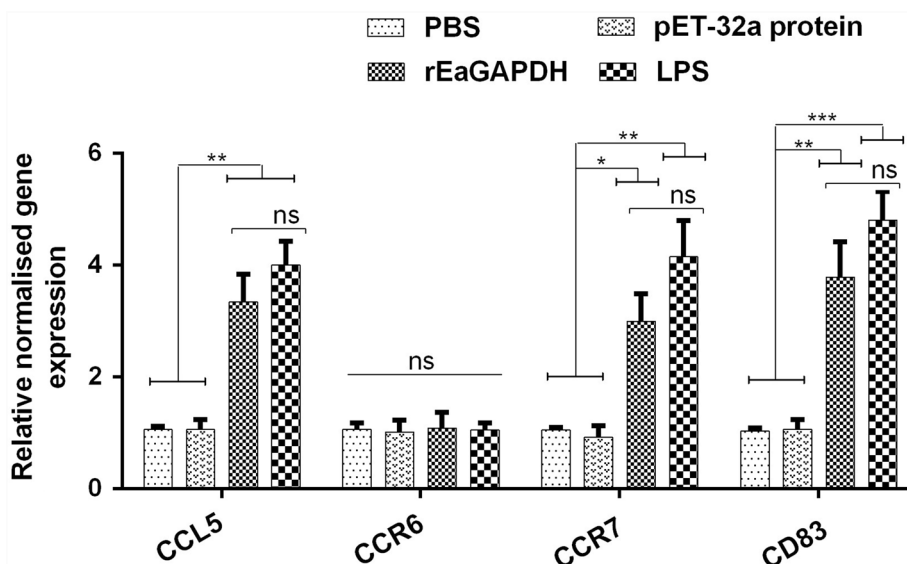 PBS
pET-32a protein
rEaGAPDH
LPS
Relative normalised gene
expression
6
4
2
0
**
ns
ns
**
*
ns
***
**
ns
CCL5
CCR6
CCR7
CD83